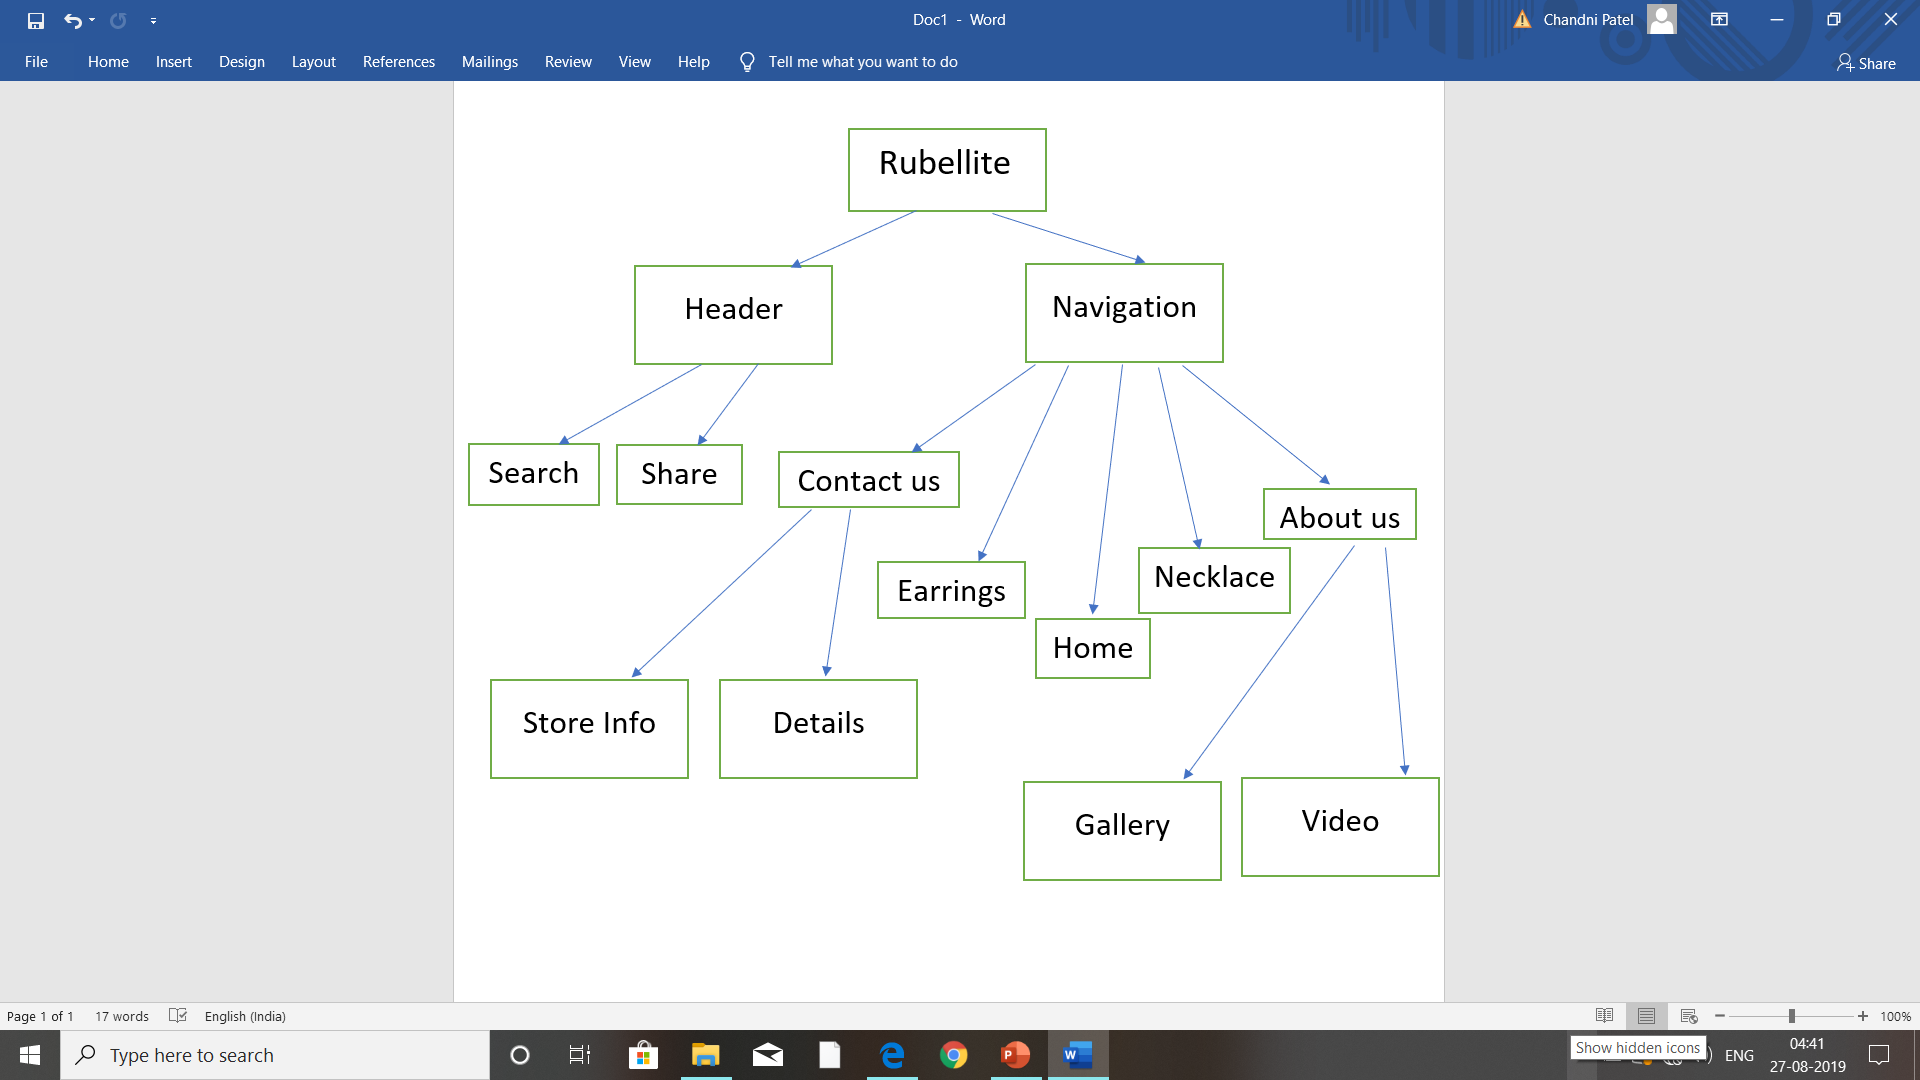 Doc1 - Word
Chandni Patel
File Home Insert Design Layout References Mailings Review View Help Tell me what you want to do
Share
Rubellite
Header
Navigation
Search
Share
Contact us
About us
Earrings
Necklace
Home
Store Info
Details
Gallery
Video
Page 1 of 1 17 words English (India)
100%
Type here to search
Show hidden icons
ENG
04:41
27-08-2019